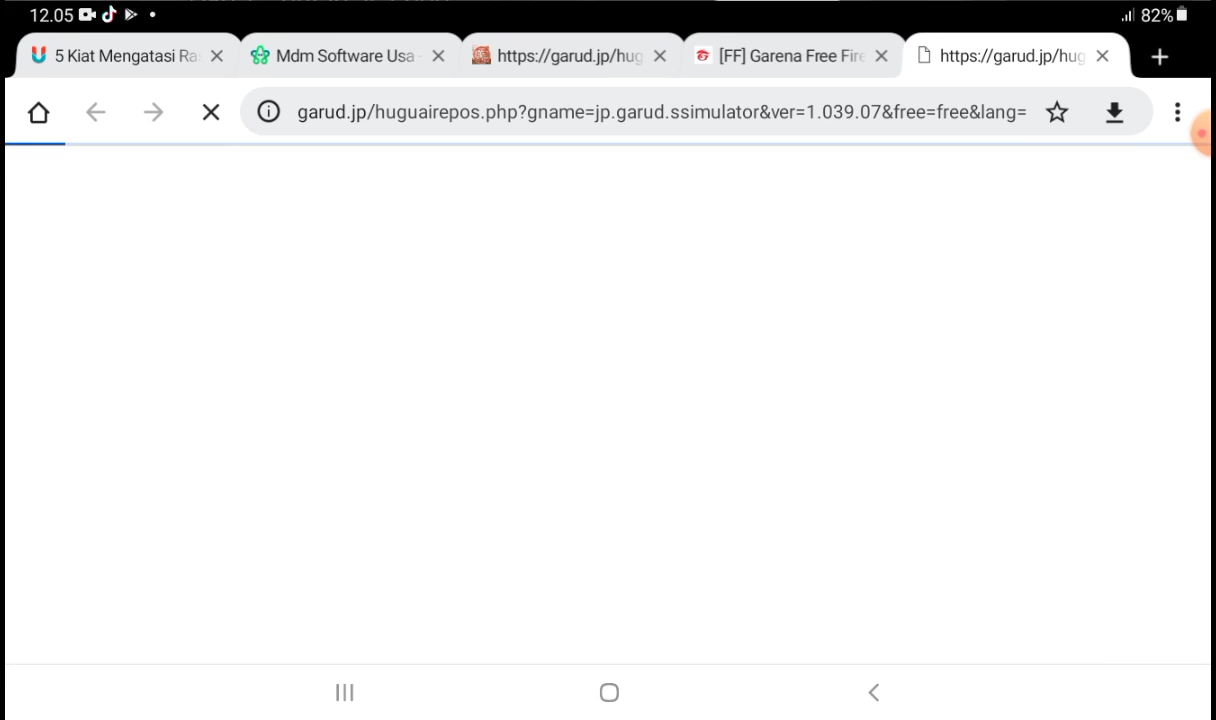 12.05 82%
5 Kiat Mengatasi Ra Mdm Software Usa - https://garud.jp/hug [FF] Garena Free Fire https://garud.jp/hug
garud.jp/huguairepos.php?gname=jp.garud.ssimulator&ver=1.039.07&free=free&lang=